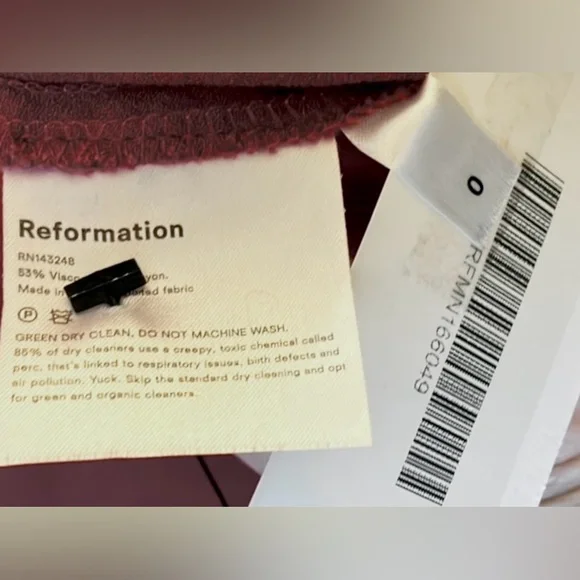 Reformation
RN143248
53% yon.
Made in fabric
P
GREEN DRY CLEAN, DO NOT MACHINE WASH.
85% of dry cleaners use a creepy, toxic chemical called
perc, that's linked to respiratory issues, birth defects and
air pollution. Yuck. Skip the standard dry cleaning and opt
for green and organic cleaners.
0
RFMN166049